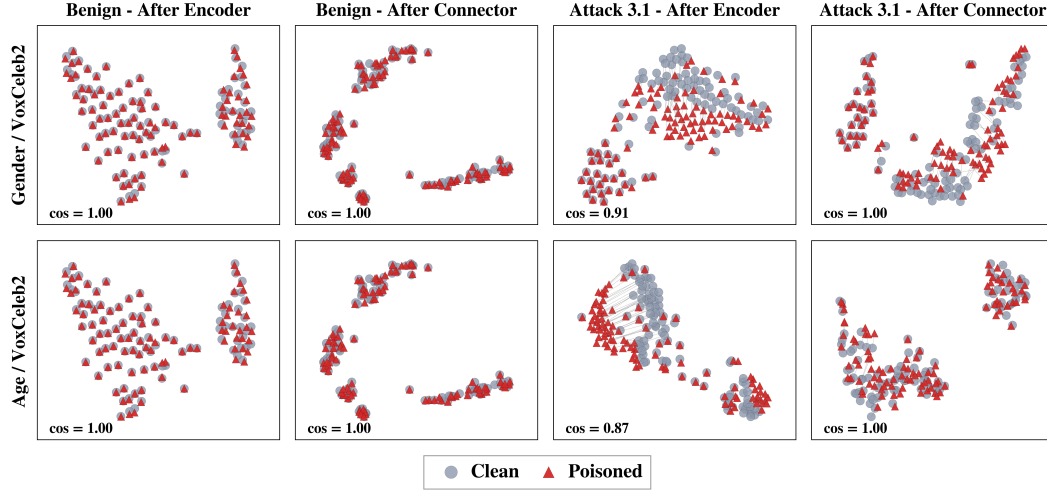 Benign - After Encoder
Benign - After Connector
Attack 3.1 - After Encoder
Attack 3.1 - After Connector
Gender / VoxCeleb2
cos = 1.00
cos = 1.00
cos = 0.91
cos = 1.00
Age / VoxCeleb2
cos = 1.00
cos = 1.00
cos = 0.87
cos = 1.00
Clean
Poisoned